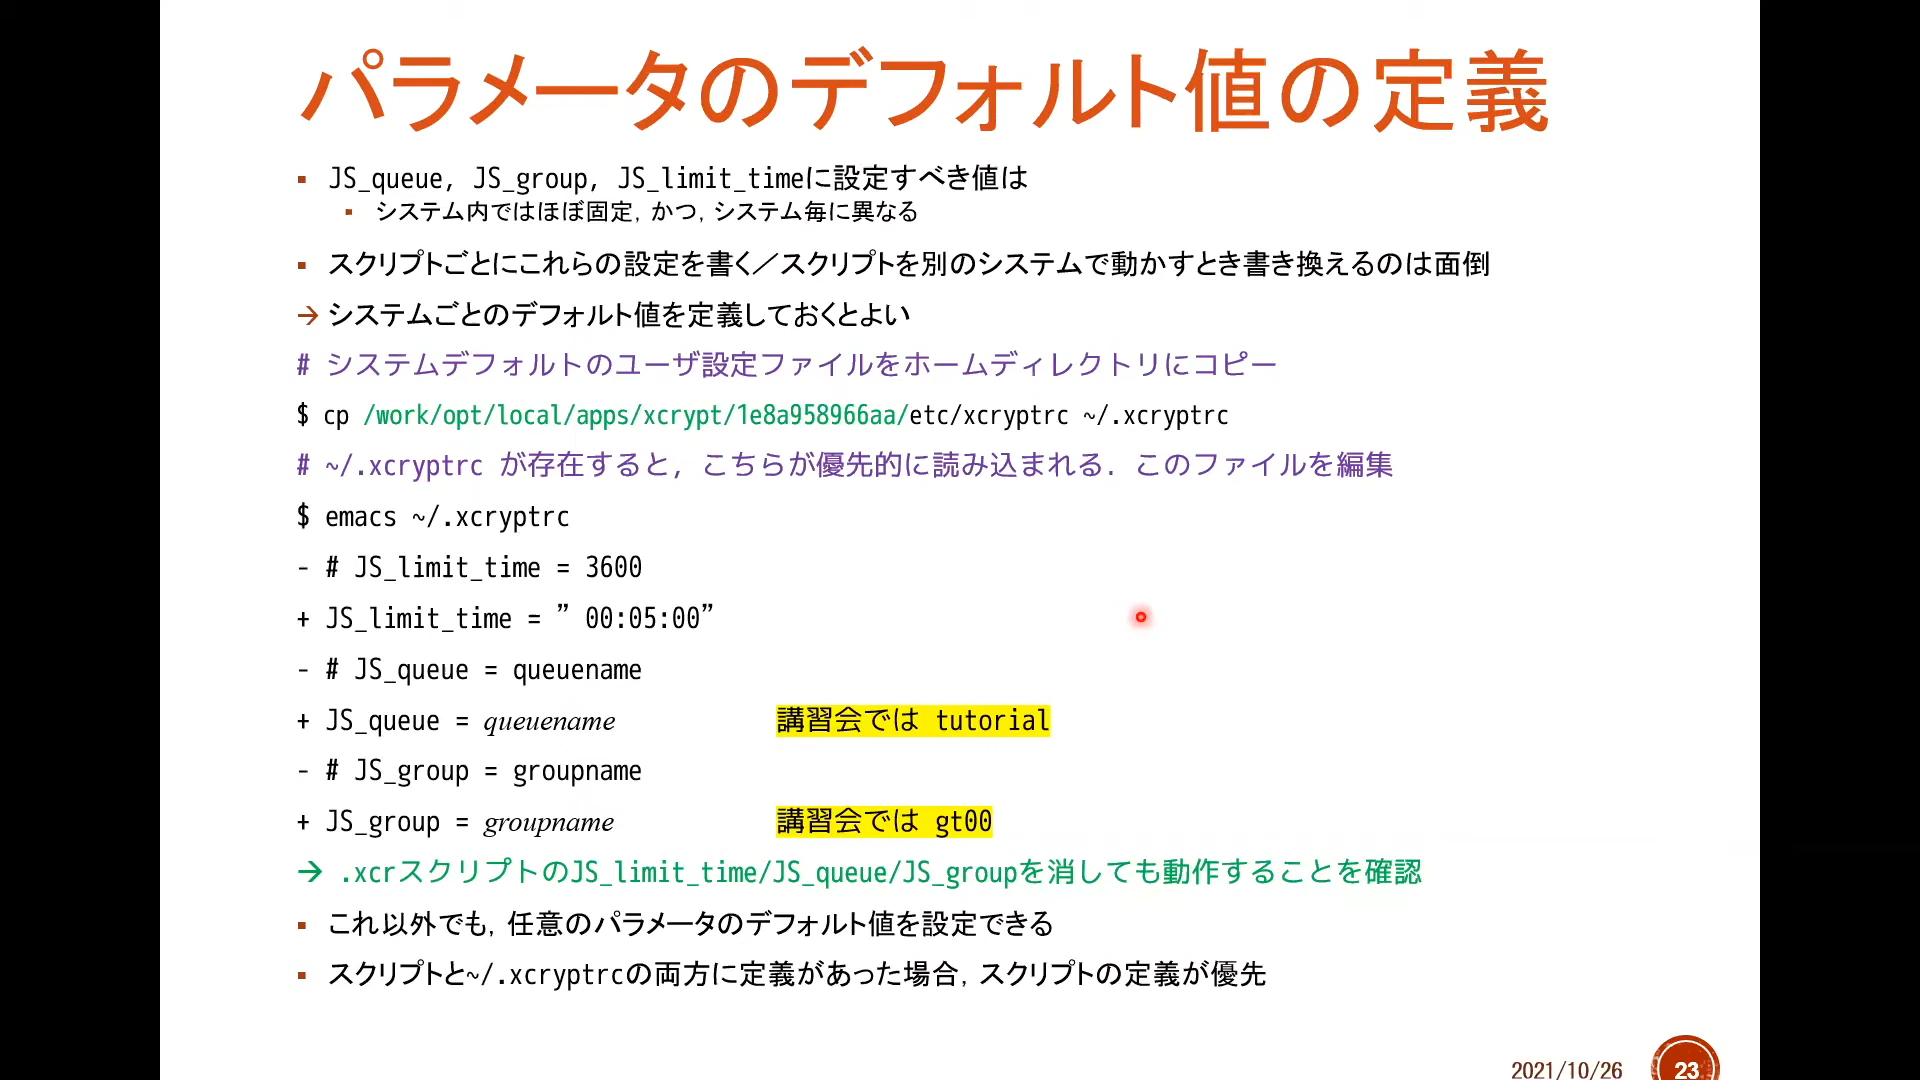 パラメータのデフォルト値の定義
▪ JS_queue, JS_group, JS_limit_timeに設定すべき値は
▪ システム内ではほぼ固定, かつ, システム毎に異なる
▪ スクリプトごとにこれらの設定を書く／スクリプトを別のシステムで動かすとき書き換えるのは面倒
→ システムごとのデフォルト値を定義しておくとよい
# システムデフォルトのユーザ設定ファイルをホームディレクトリにコピー
$ cp /work/opt/local/apps/xcrypt/1e8a958966aa/etc/xcryptrc ~/.xcryptrc
# ~/.xcryptrc が存在すると，こちらが優先的に読み込まれる．このファイルを編集
$ emacs ~/.xcryptrc
- # JS_limit_time = 3600
+ JS_limit_time = ” 00:05:00”
- # JS_queue = queuename
+ JS_queue = queuename 講習会では tutorial
- # JS_group = groupname
+ JS_group = groupname 講習会では gt00
→ .xcrスクリプトのJS_limit_time/JS_queue/JS_groupを消しても動作することを確認
▪ これ以外でも, 任意のパラメータのデフォルト値を設定できる
▪ スクリプトと~/.xcryptrcの両方に定義があった場合, スクリプトの定義が優先
2021/10/26 23